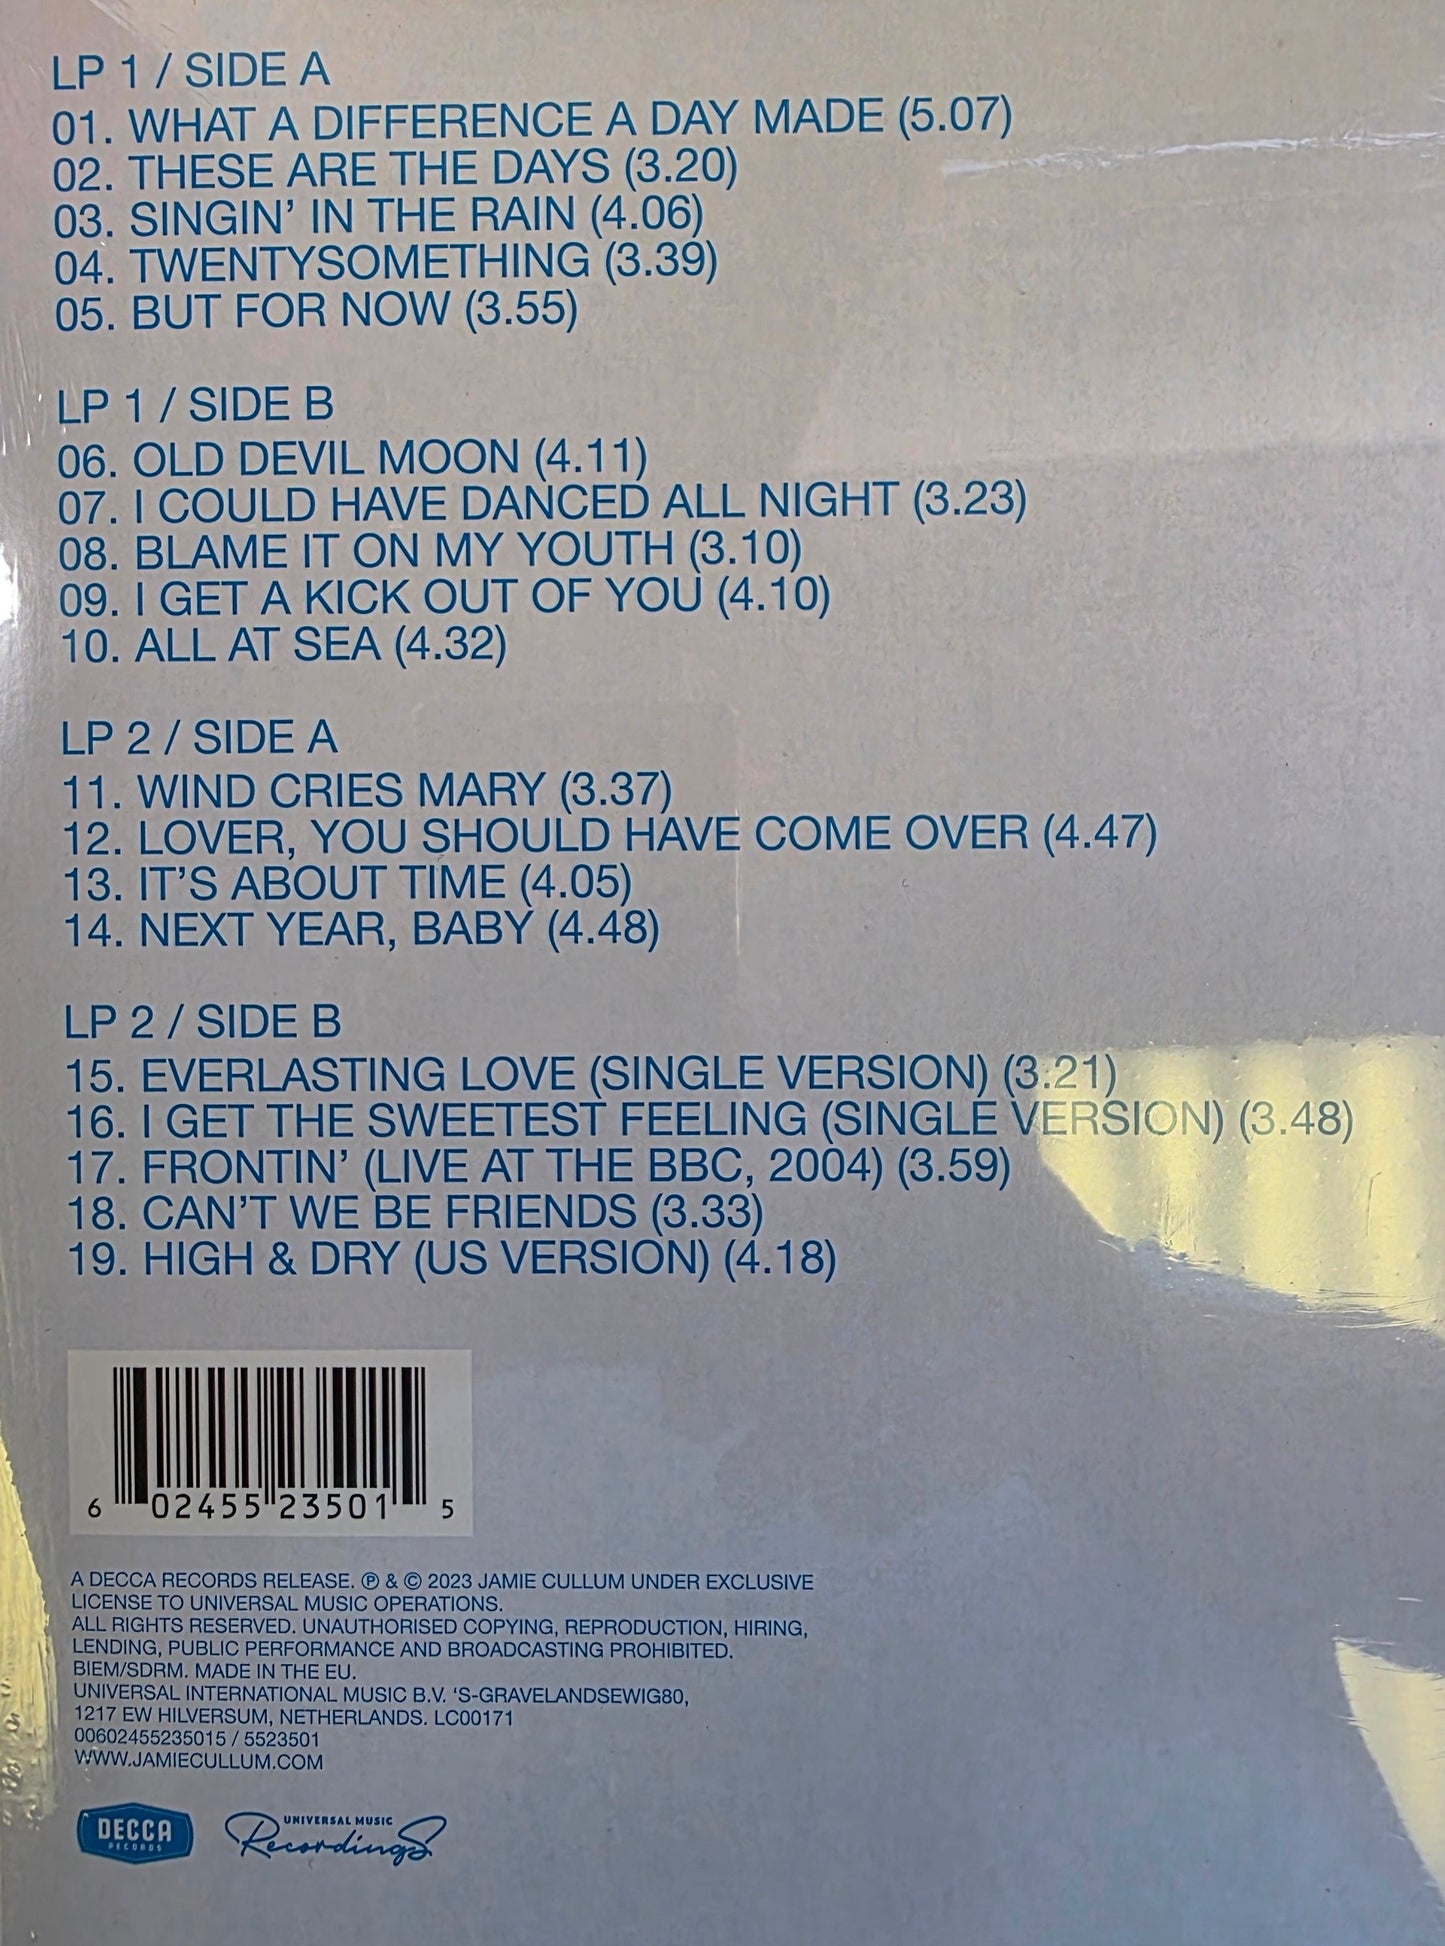 LP 1 / SIDE A
01. WHAT A DIFFERENCE A DAY MADE (5.07)
02. THESE ARE THE DAYS (3.20)
03. SINGIN’ IN THE RAIN (4.06)
04. TWENTYSOMETHING (3.39)
05. BUT FOR NOW (3.55)
LP 1 / SIDE B
06. OLD DEVIL MOON (4.11)
07. I COULD HAVE DANCED ALL NIGHT (3.23)
08. BLAME IT ON MY YOUTH (3.10)
09. I GET A KICK OUT OF YOU (4.10)
10. ALL AT SEA (4.32)
LP 2 / SIDE A
11. WIND CRIES MARY (3.37)
12. LOVER, YOU SHOULD HAVE COME OVER (4.47)
13. IT’S ABOUT TIME (4.05)
14. NEXT YEAR, BABY (4.48)
LP 2 / SIDE B
15. EVERLASTING LOVE (SINGLE VERSION) (3.21)
16. I GET THE SWEETEST FEELING (SINGLE VERSION) (3.48)
17. FRONTIN’ (LIVE AT THE BBC, 2004) (3.59)
18. CAN’T WE BE FRIENDS (3.33)
19. HIGH & DRY (US VERSION) (4.18)
6 02455 23501 5
A DECCA RECORDS RELEASE. ℗ & © 2023 JAMIE CULLUM UNDER EXCLUSIVE
LICENSE TO UNIVERSAL MUSIC OPERATIONS.
ALL RIGHTS RESERVED. UNAUTHORISED COPYING, REPRODUCTION, HIRING,
LENDING, PUBLIC PERFORMANCE AND BROADCASTING PROHIBITED.
BIEM/SDRM. MADE IN THE EU.
UNIVERSAL INTERNATIONAL MUSIC B.V. ‘S-GRAVELANDSEWIG80,
1217 EW HILVERSUM, NETHERLANDS. LC00171
00602455235015 / 5523501
WWW.JAMIECULLUM.COM
DECCA
RECORDS
UNIVERSAL MUSIC
Recordings